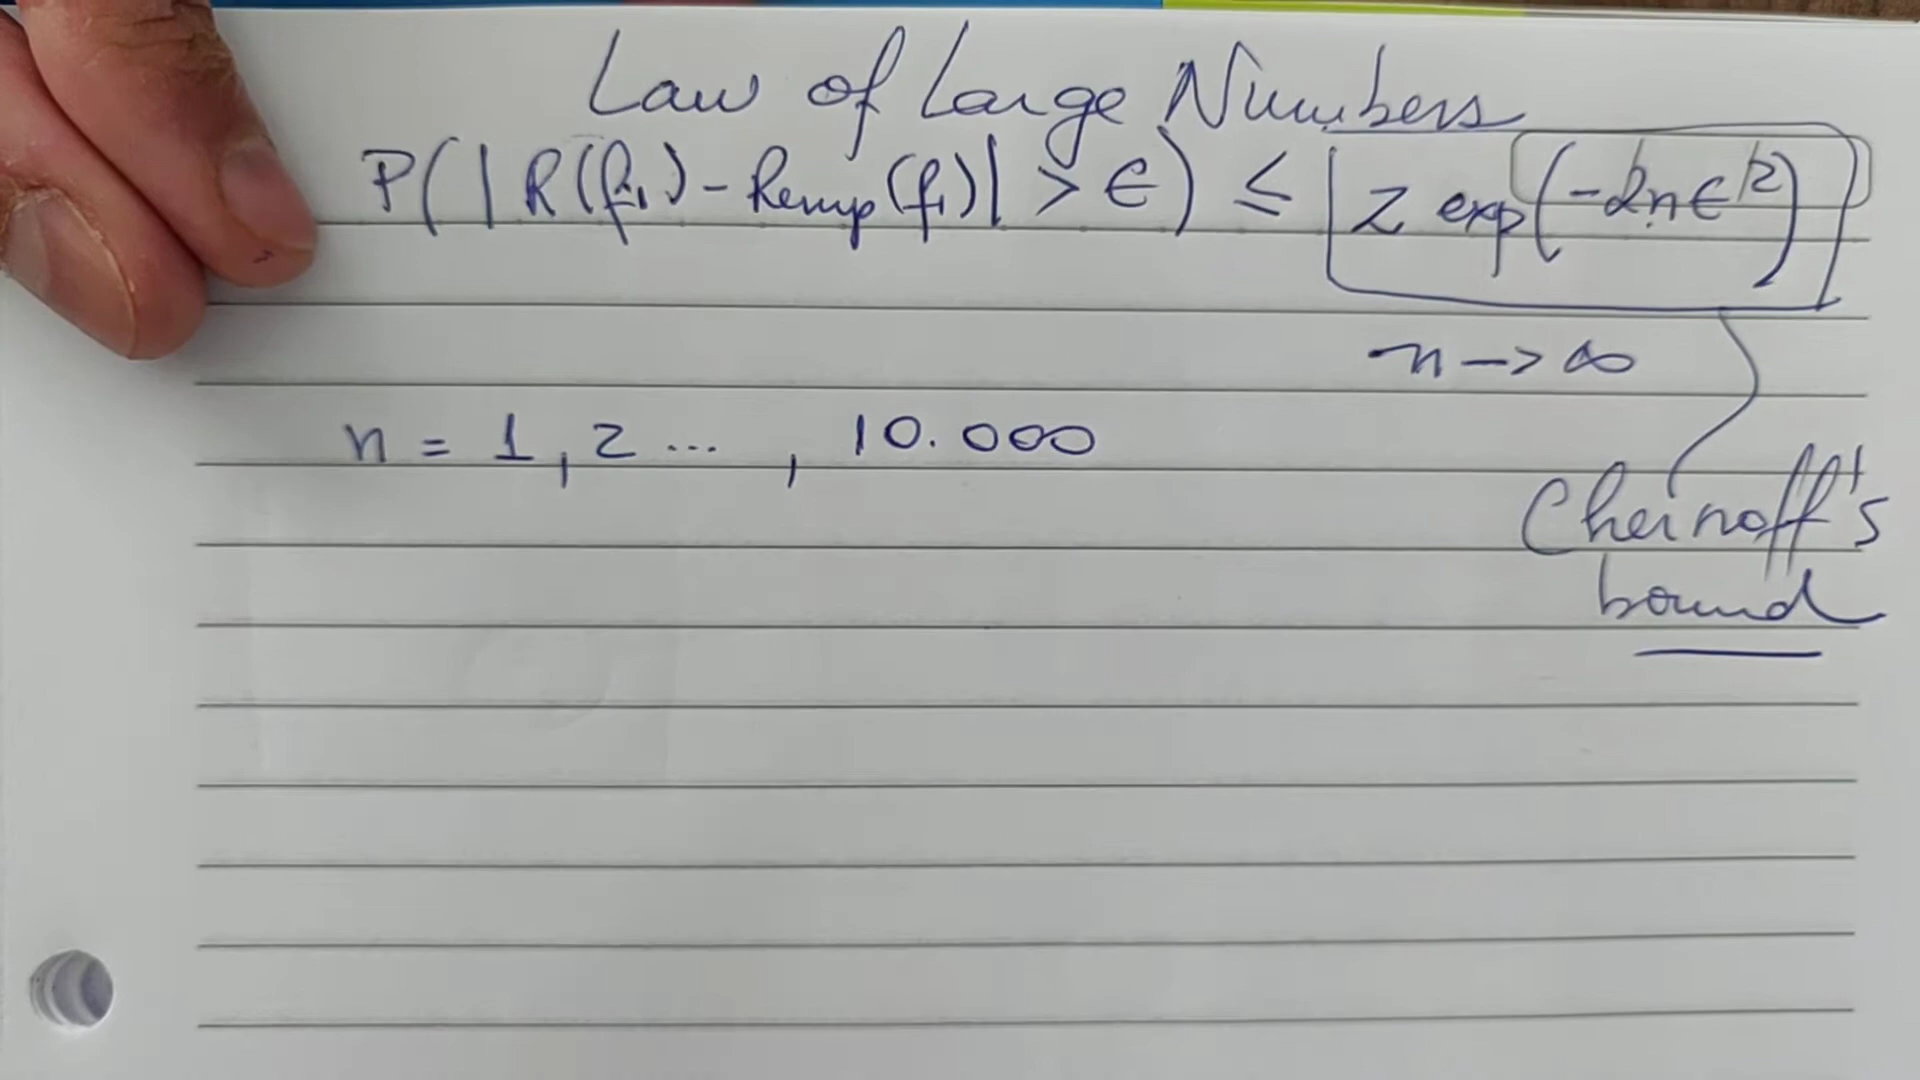 Law of Large Numbers
P(|R(f₁) - Remp(f₁)| > ϵ) ≤ 2 exp(-2nϵ²)
n -> ∞
n = 1, 2 ... , 10.000
Chernoff's
bound